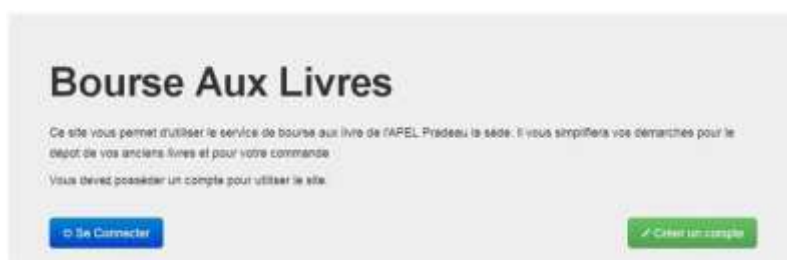 Bourse Aux Livres
Ce site vous permet d'utiliser le service de bourse aux livre de l'APEL Pradeau la sède. Il vous simplifiera vos démarches pour le
dépot de vos anciens livres et pour votre commande
Vous devez posséder un compte pour utiliser le site.
Se Connecter
Créer un compte